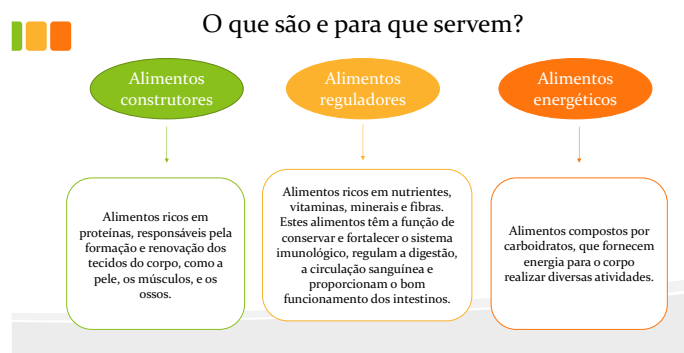 O que são e para que servem?
Alimentos
construtores
Alimentos
reguladores
Alimentos
energéticos
Alimentos ricos em
proteínas, responsáveis pela
formação e renovação dos
tecidos do corpo, como a
pele, os músculos, e os
ossos.
Alimentos ricos em nutrientes,
vitaminas, minerais e fibras.
Estes alimentos têm a função de
conservar e fortalecer o sistema
imunológico, regulam a digestão,
a circulação sanguínea e
proporcionam o bom
funcionamento dos intestinos.
Alimentos compostos por
carboidratos, que fornecem
energia para o corpo
realizar diversas atividades.